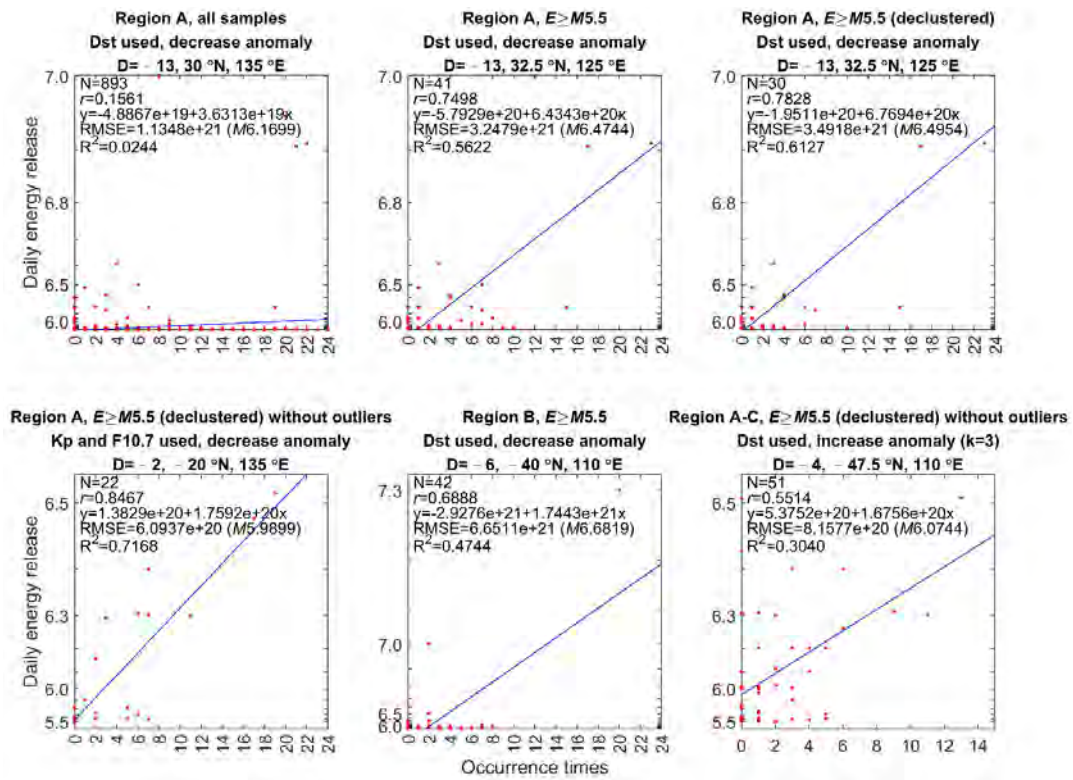 Region A, all samples
Dst used, decrease anomaly
D= − 13, 30 °N, 135 °E
N=893
r=0.1561
y=-4.8867e+19+3.6313e+19x
RMSE=1.1348e+21 (M6.1699)
R²=0.0244
7.0
6.8
6.5
6.0
Daily energy release
0 2 4 6 8 10 12 14 16 18 20 22 24
Region A, E≥M5.5
Dst used, decrease anomaly
D= − 13, 32.5 °N, 125 °E
N=41
r=0.7498
y=-5.7929e+20+6.4343e+20x
RMSE=3.2479e+21 (M6.4744)
R²=0.5622
7.0
6.8
6.5
6.0
0 2 4 6 8 10 12 14 16 18 20 22 24
Region A, E≥M5.5 (declustered)
Dst used, decrease anomaly
D= − 13, 32.5 °N, 125 °E
N=30
r=0.7828
y=-1.9511e+20+6.7694e+20x
RMSE=3.4918e+21 (M6.4954)
R²=0.6127
7.0
6.8
6.5
6.0
0 2 4 6 8 10 12 14 16 18 20 22 24
Region A, E≥M5.5 (declustered) without outliers
Kp and F10.7 used, decrease anomaly
D= − 2, − 20 °N, 135 °E
N=22
r=0.8467
y=1.3829e+20+1.7592e+20x
RMSE=6.0937e+20 (M5.9899)
R²=0.7168
6.5
6.3
6.0
5.5
Daily energy release
0 2 4 6 8 10 12 14 16 18 20 22 24
Region B, E≥M5.5
Dst used, decrease anomaly
D= − 6, − 40 °N, 110 °E
N=42
r=0.6888
y=-2.9276e+21+1.7443e+21x
RMSE=6.6511e+21 (M6.6819)
R²=0.4744
7.3
7.0
6.5
6.0
0 2 4 6 8 10 12 14 16 18 20 22 24
Occurrence times
Region A-C, E≥M5.5 (declustered) without outliers
Dst used, increase anomaly (k=3)
D= − 4, − 47.5 °N, 110 °E
N=51
r=0.5514
y=5.3752e+20+1.6756e+20x
RMSE=8.1577e+20 (M6.0744)
R²=0.3040
6.5
6.3
6.0
5.5
0 2 4 6 8 10 12 14